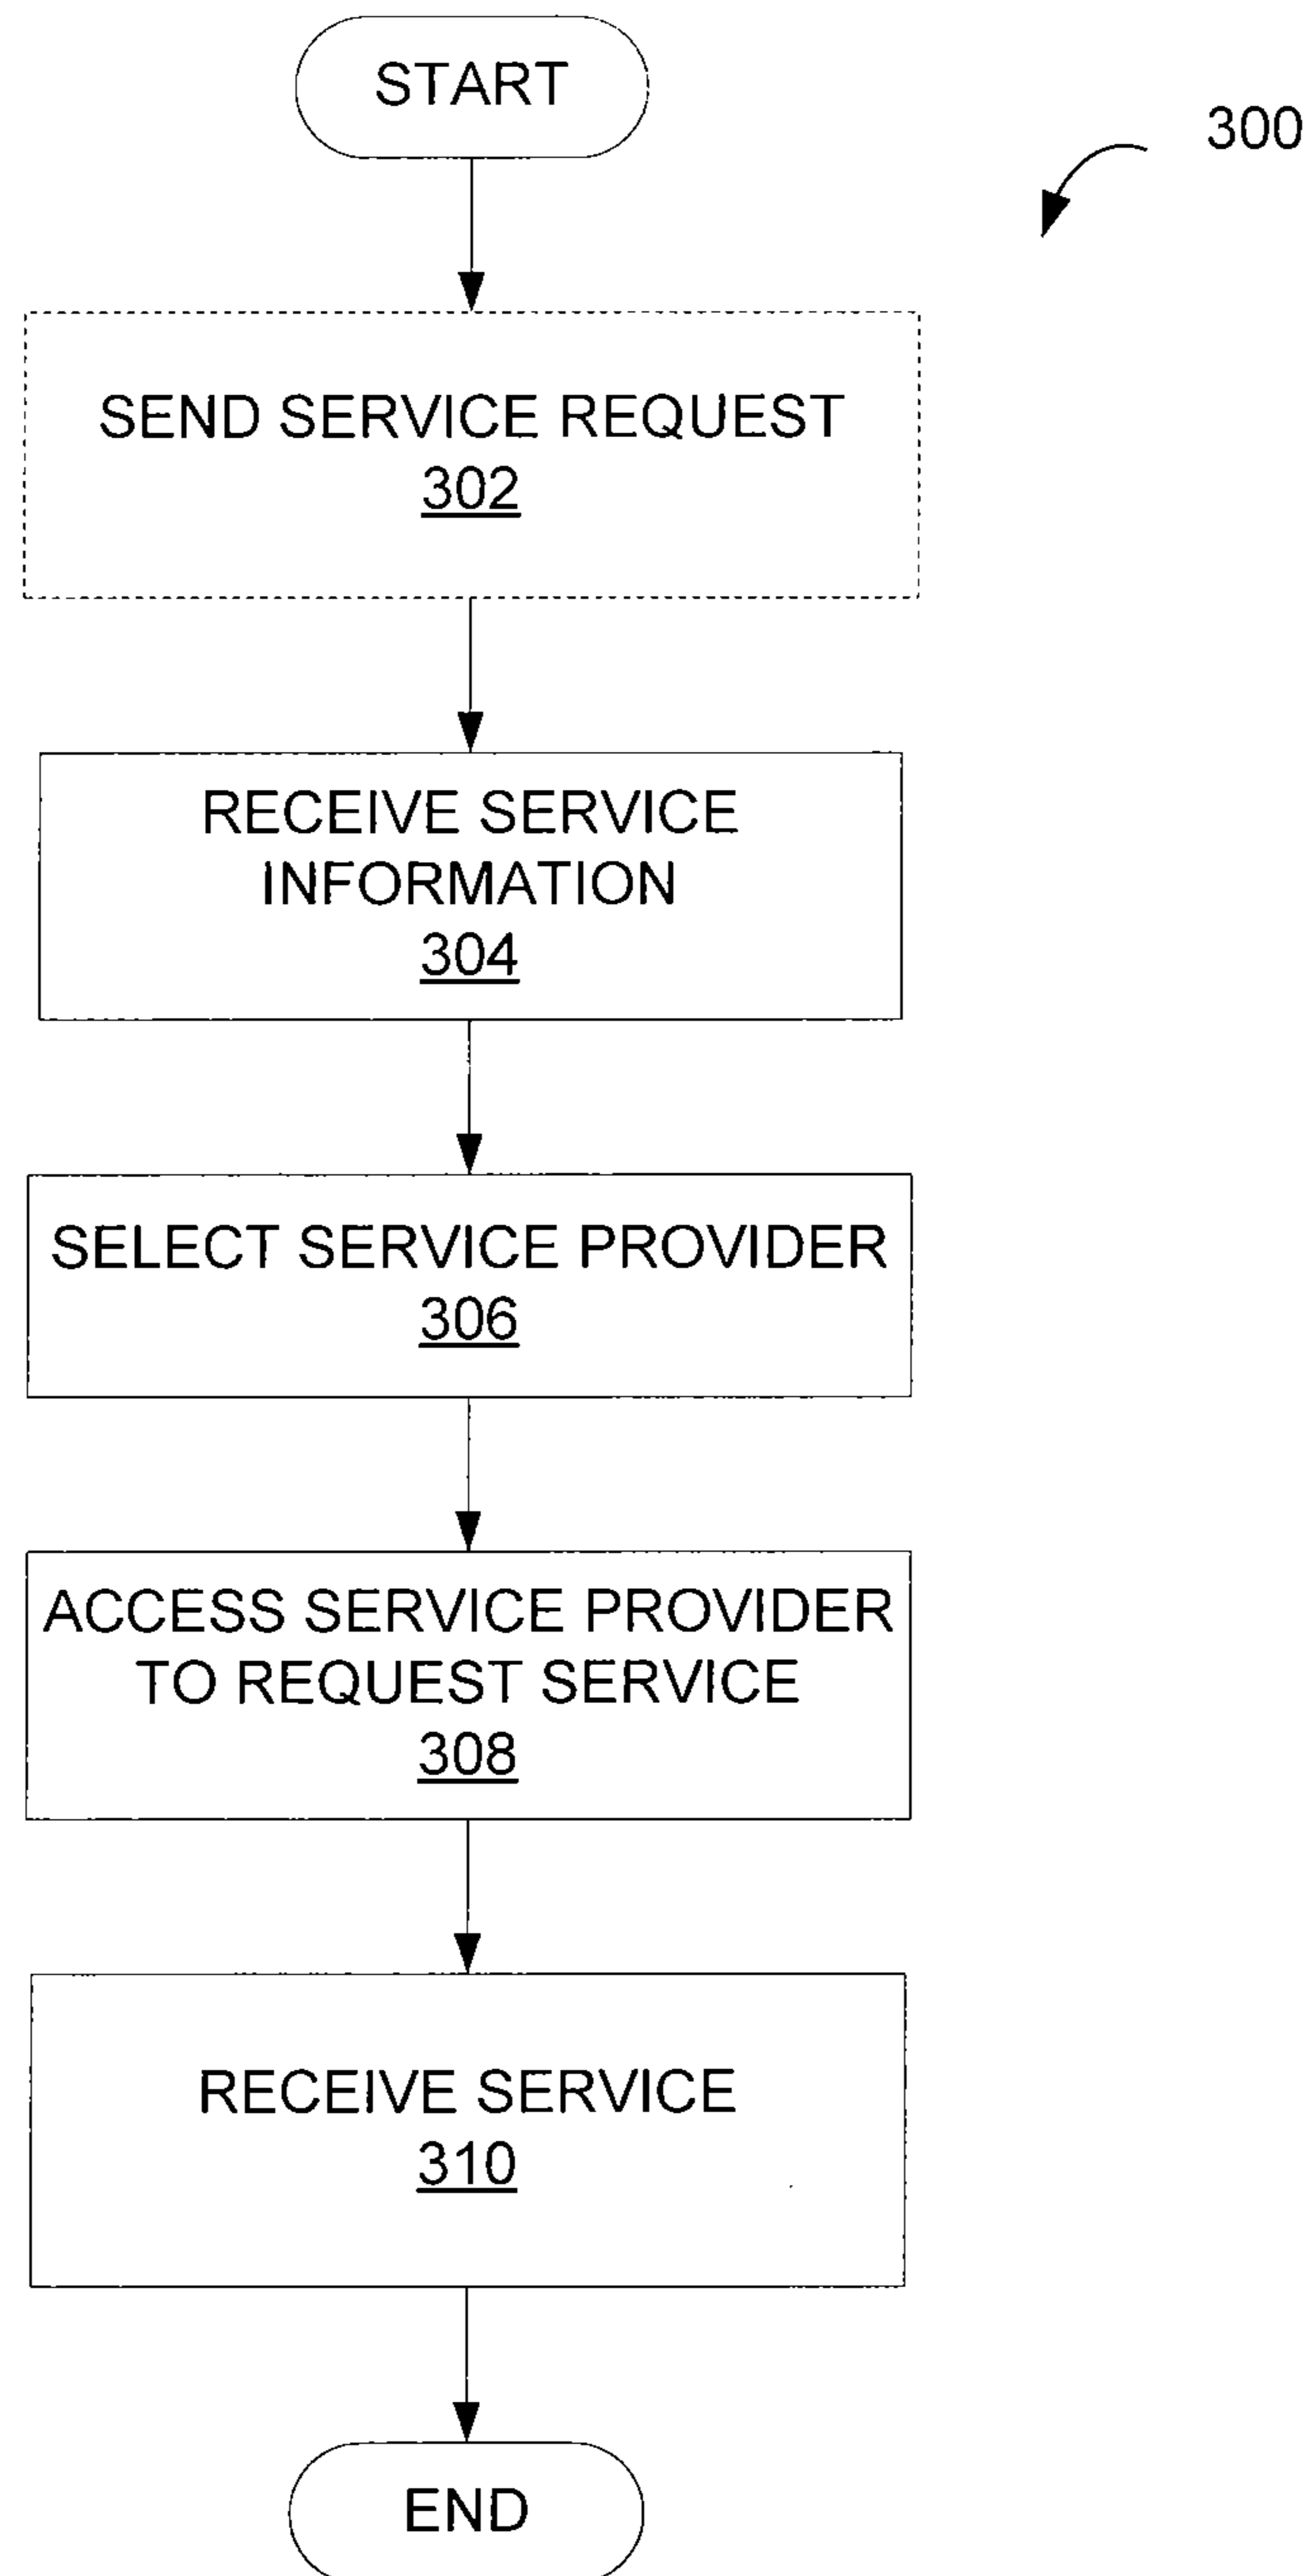 START
300
SEND SERVICE REQUEST
302
RECEIVE SERVICE
INFORMATION
304
SELECT SERVICE PROVIDER
306
ACCESS SERVICE PROVIDER
TO REQUEST SERVICE
308
RECEIVE SERVICE
310
END